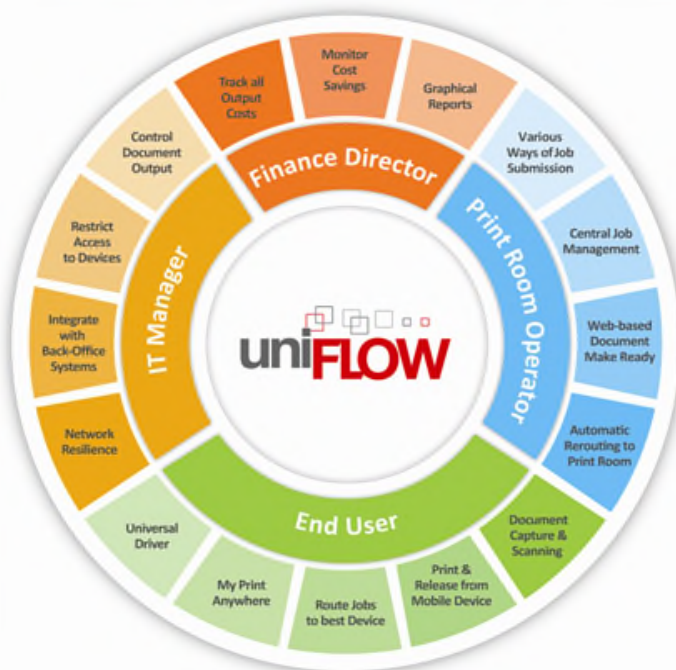 Finance Director
Track all
Output
Costs
Monitor
Cost
Savings
Graphical
Reports
Print Room Operator
Various
Ways of Job
Submission
Central Job
Management
Web-based
Document
Make Ready
Automatic
Rerouting to
Print Room
End User
Document
Capture &
Scanning
Print &
Release from
Mobile Device
Route Jobs
to best Device
My Print
Anywhere
Universal
Driver
IT Manager
Network
Resilience
Integrate
with
Back-Office
Systems
Restrict
Access
to Devices
Control
Document
Output
uniFLOW